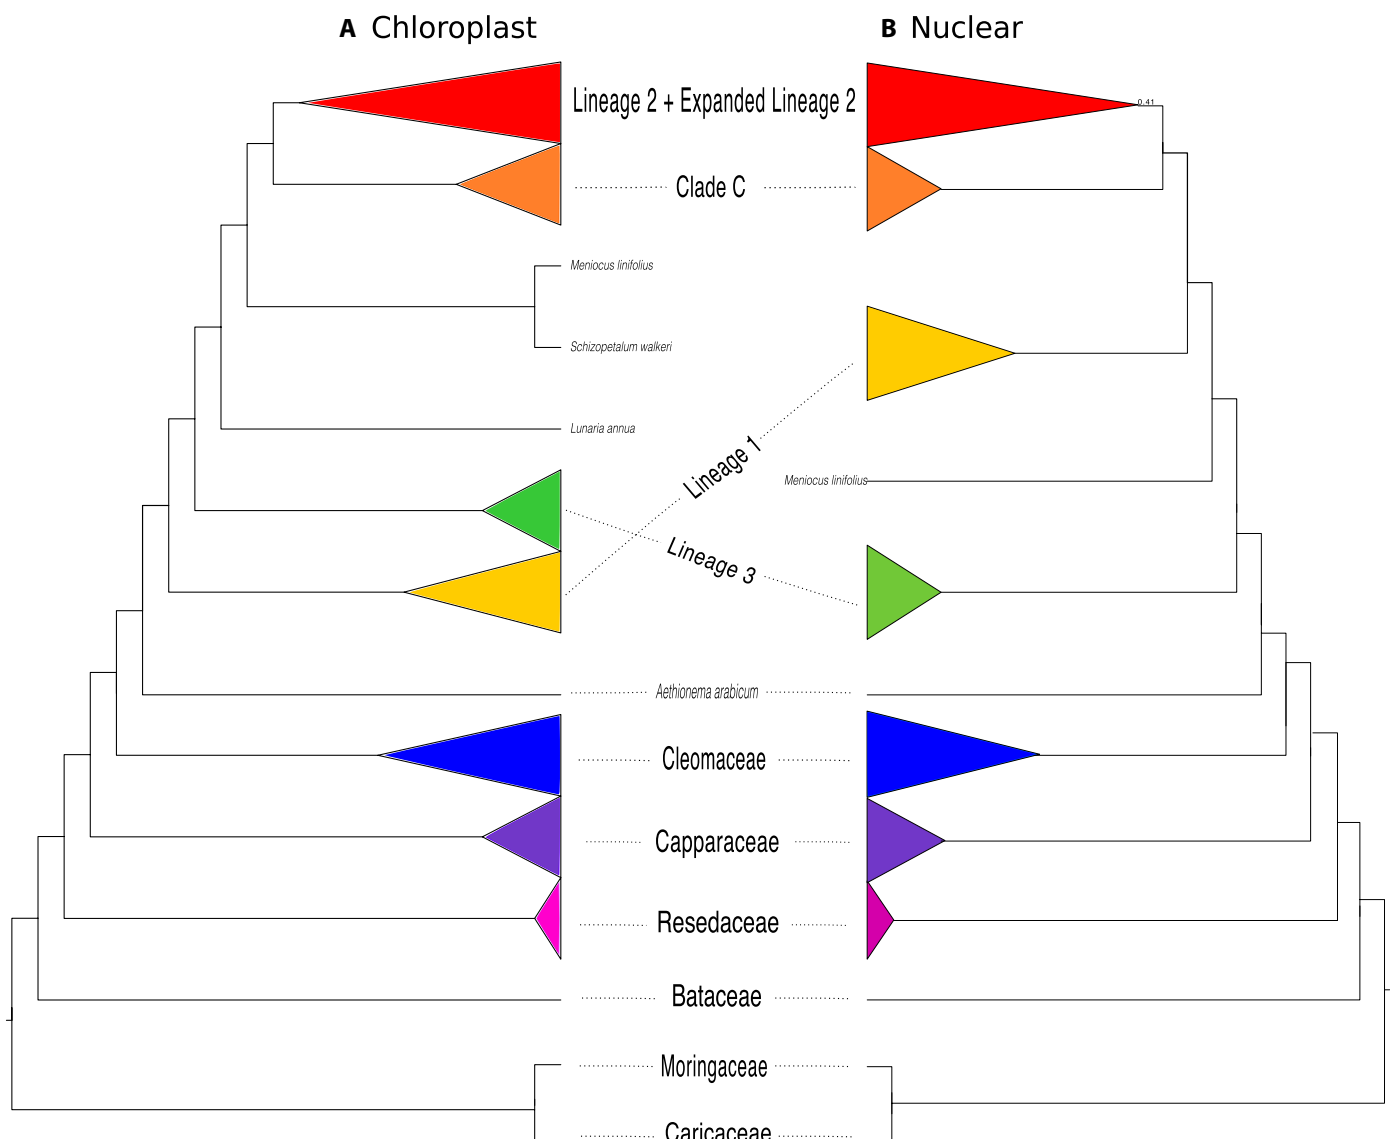 A Chloroplast
B Nuclear
Lineage 2 + Expanded Lineage 2
0.41
Clade C
Meniocus linifolius
Schizopetalum walkeri
Lunaria annua
Lineage 1
Meniocus linifolius
Lineage 3
Aethionema arabicum
Cleomaceae
Capparaceae
Resedaceae
Bataceae
Moringaceae
Caricaceae